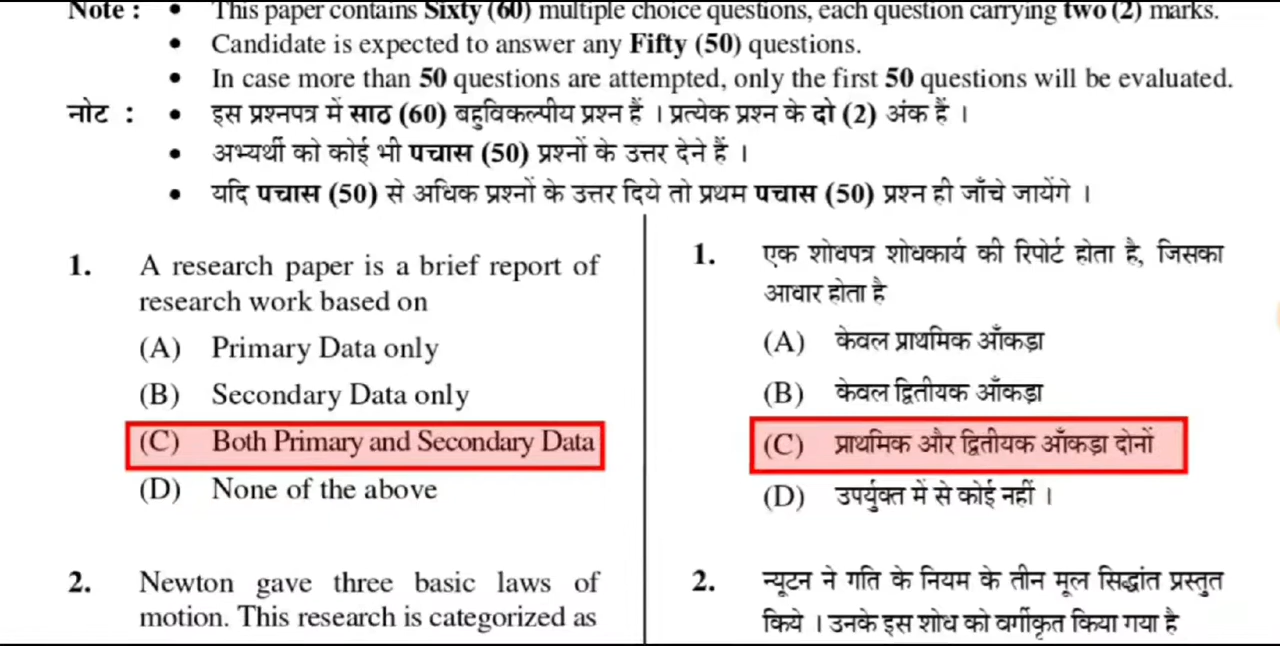 Note : • This paper contains Sixty (60) multiple choice questions, each question carrying two (2) marks.
• Candidate is expected to answer any Fifty (50) questions.
• In case more than 50 questions are attempted, only the first 50 questions will be evaluated.
नोट : • इस प्रश्नपत्र में साठ (60) बहुविकल्पीय प्रश्न हैं । प्रत्येक प्रश्न के दो (2) अंक हैं ।
• अभ्यर्थी को कोई भी पचास (50) प्रश्नों के उत्तर देने हैं ।
• यदि पचास (50) से अधिक प्रश्नों के उत्तर दिये तो प्रथम पचास (50) प्रश्न ही जाँचे जायेंगे ।
1. A research paper is a brief report of
research work based on
(A) Primary Data only
(B) Secondary Data only
(C) Both Primary and Secondary Data
(D) None of the above
2. Newton gave three basic laws of
motion. This research is categorized as
1. एक शोधपत्र शोधकार्य की रिपोर्ट होता है, जिसका
आधार होता है
(A) केवल प्राथमिक आँकड़ा
(B) केवल द्वितीयक आँकड़ा
(C) प्राथमिक और द्वितीयक आँकड़ा दोनों
(D) उपर्युक्त में से कोई नहीं ।
2. न्यूटन ने गति के नियम के तीन मूल सिद्धांत प्रस्तुत
किये । उनके इस शोध को वर्गीकृत किया गया है